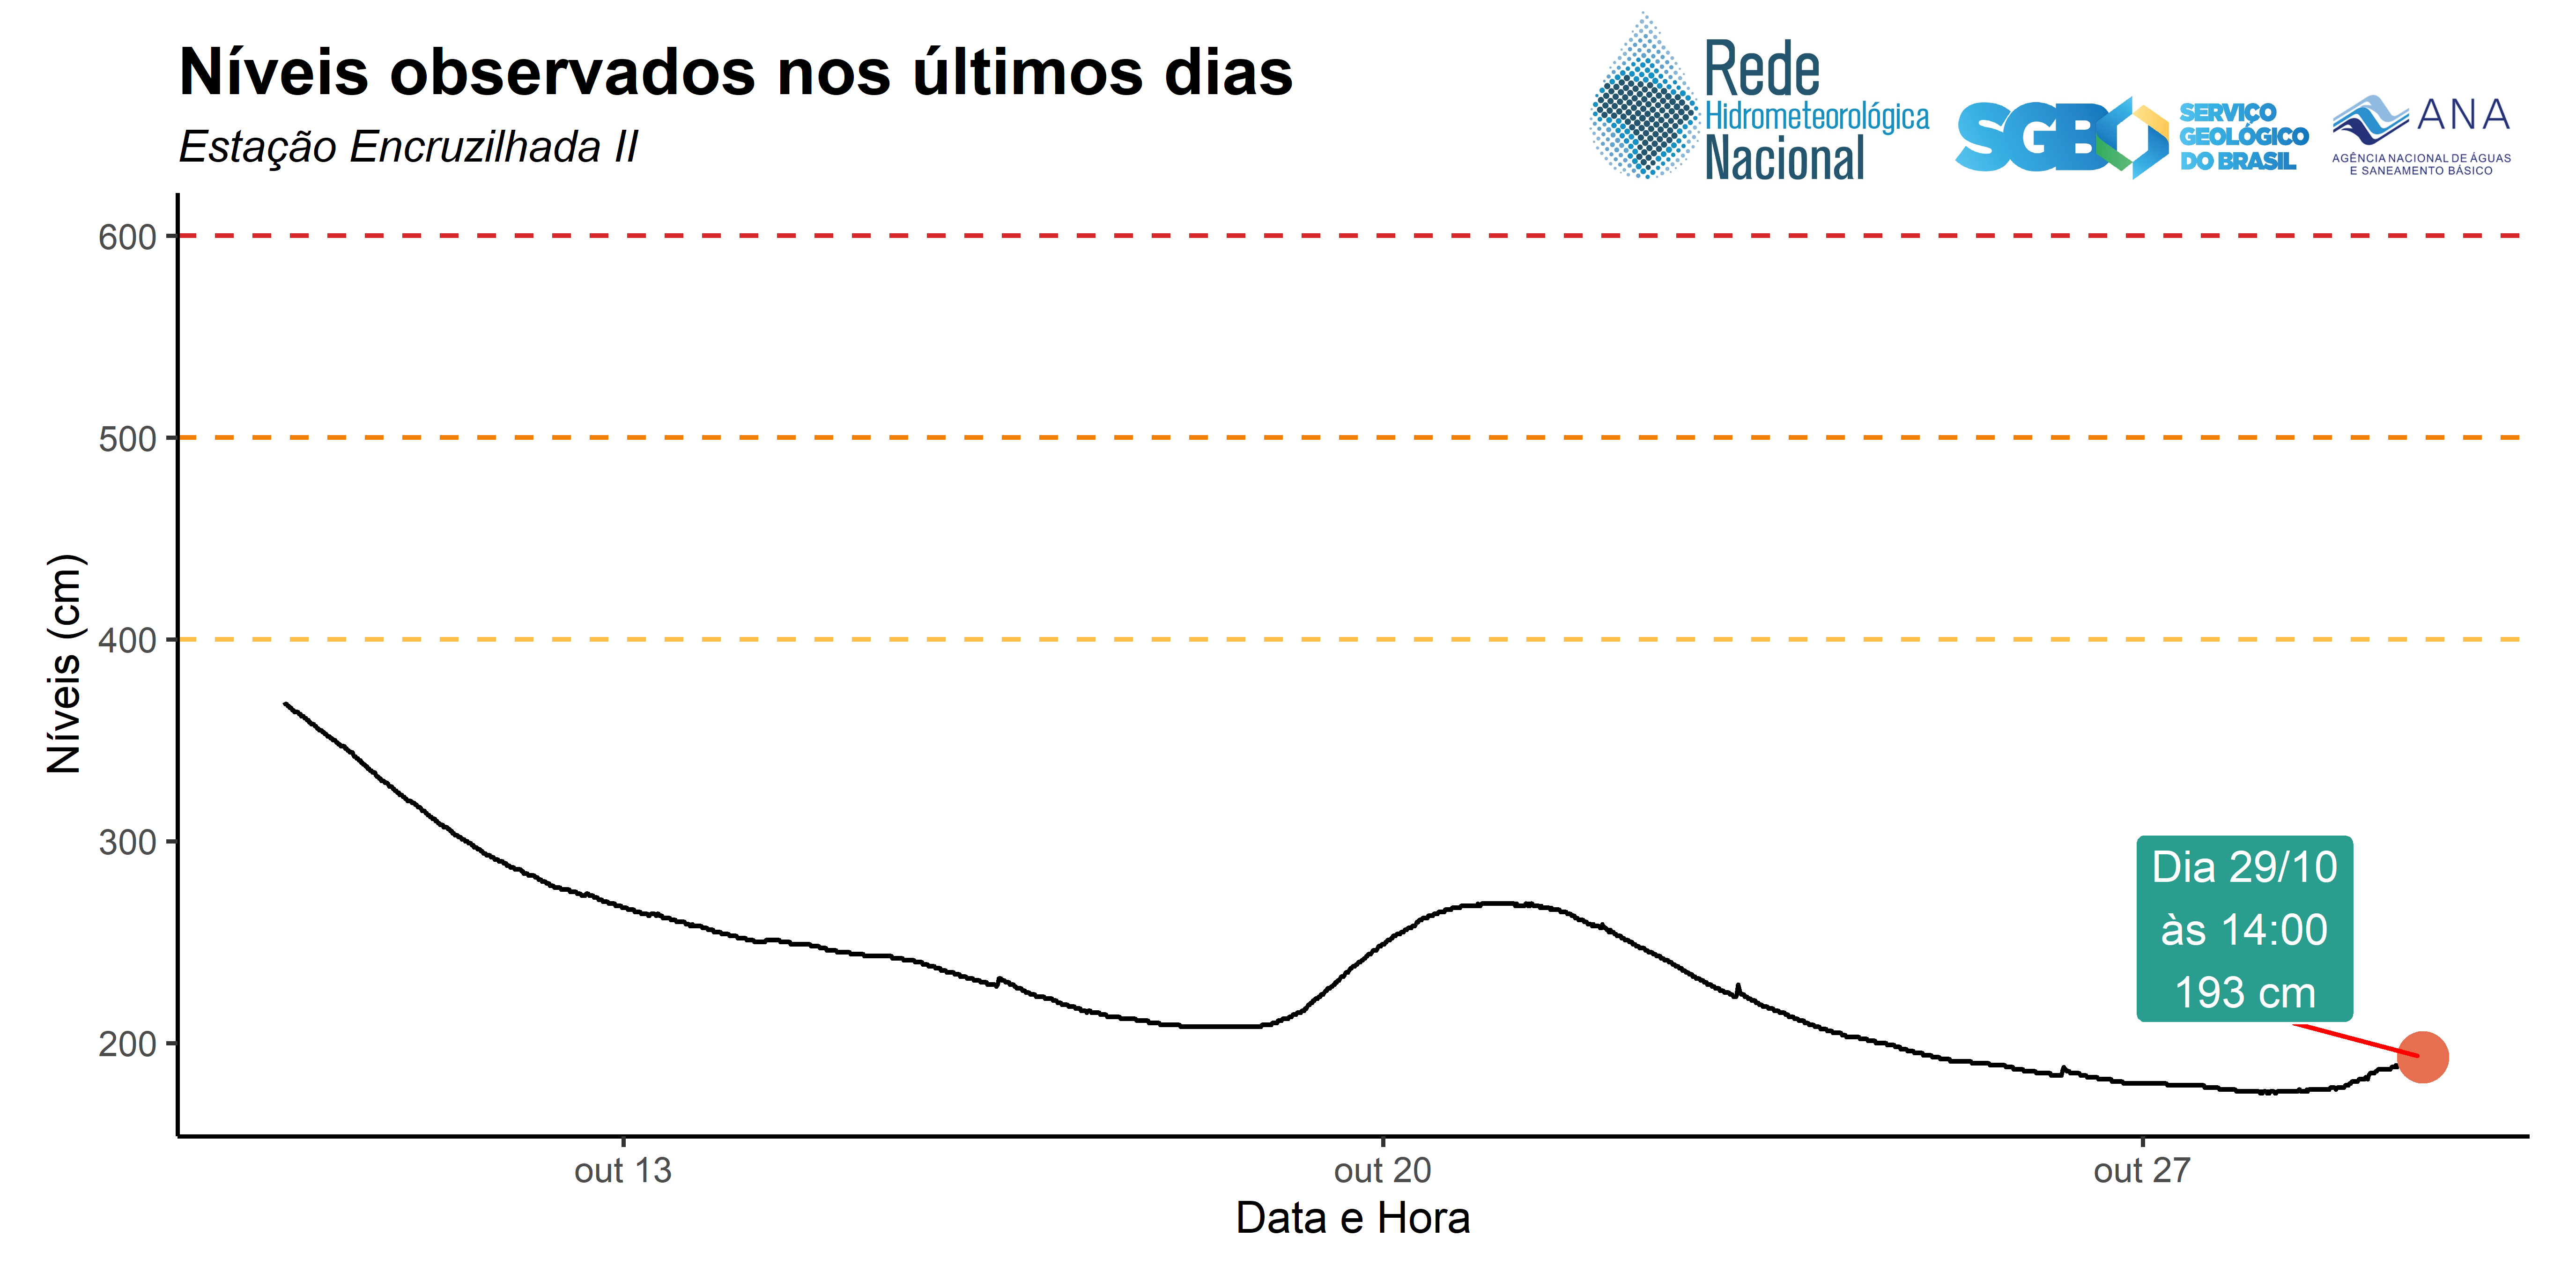 Níveis observados nos últimos dias
Estação Encruzilhada II
Rede
Hidrometeorológica
Nacional
SGB
SERVIÇO
GEOLÓGICO
DO BRASIL
ANA
AGÊNCIA NACIONAL DE ÁGUAS
E SANEAMENTO BÁSICO
Níveis (cm)
600
500
400
300
200
Dia 29/10
às 14:00
193 cm
out 13
out 20
out 27
Data e Hora